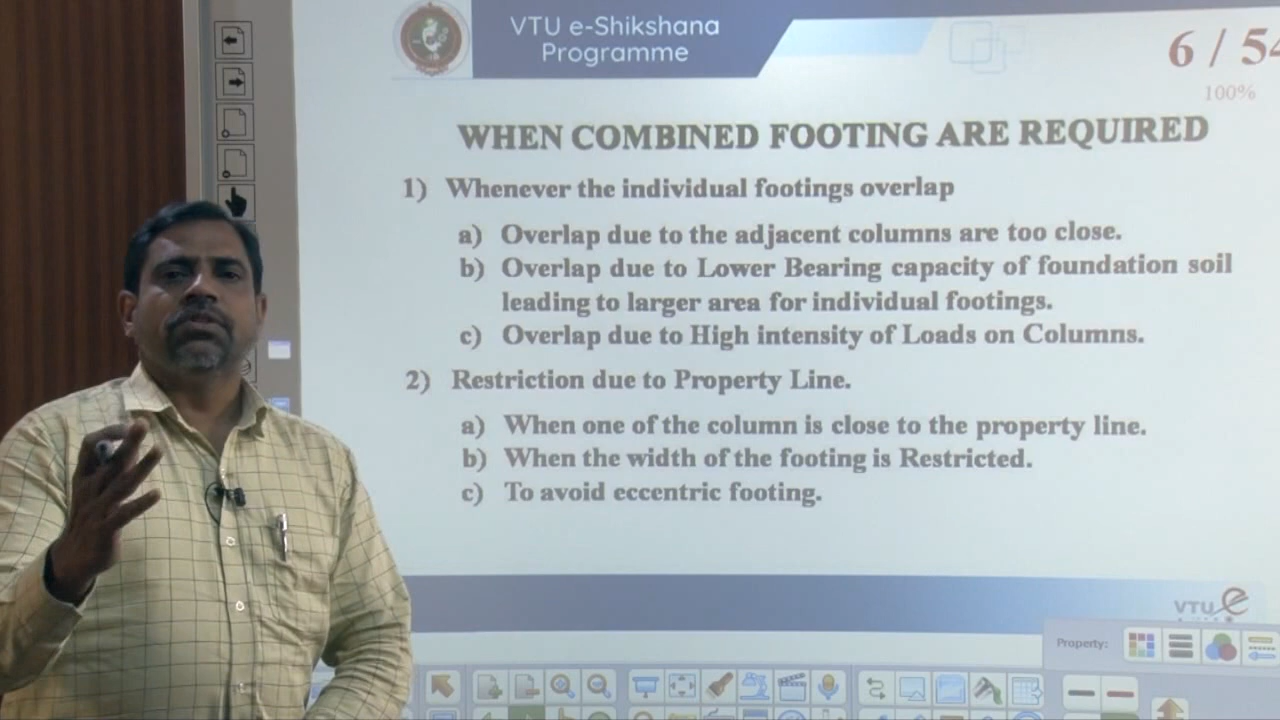 VTU e-Shikshana
Programme
6 / 54
100%
WHEN COMBINED FOOTING ARE REQUIRED
1) Whenever the individual footings overlap
a) Overlap due to the adjacent columns are too close.
b) Overlap due to Lower Bearing capacity of foundation soil
leading to larger area for individual footings.
c) Overlap due to High intensity of Loads on Columns.
2) Restriction due to Property Line.
a) When one of the column is close to the property line.
b) When the width of the footing is Restricted.
c) To avoid eccentric footing.
VTU e
Property: